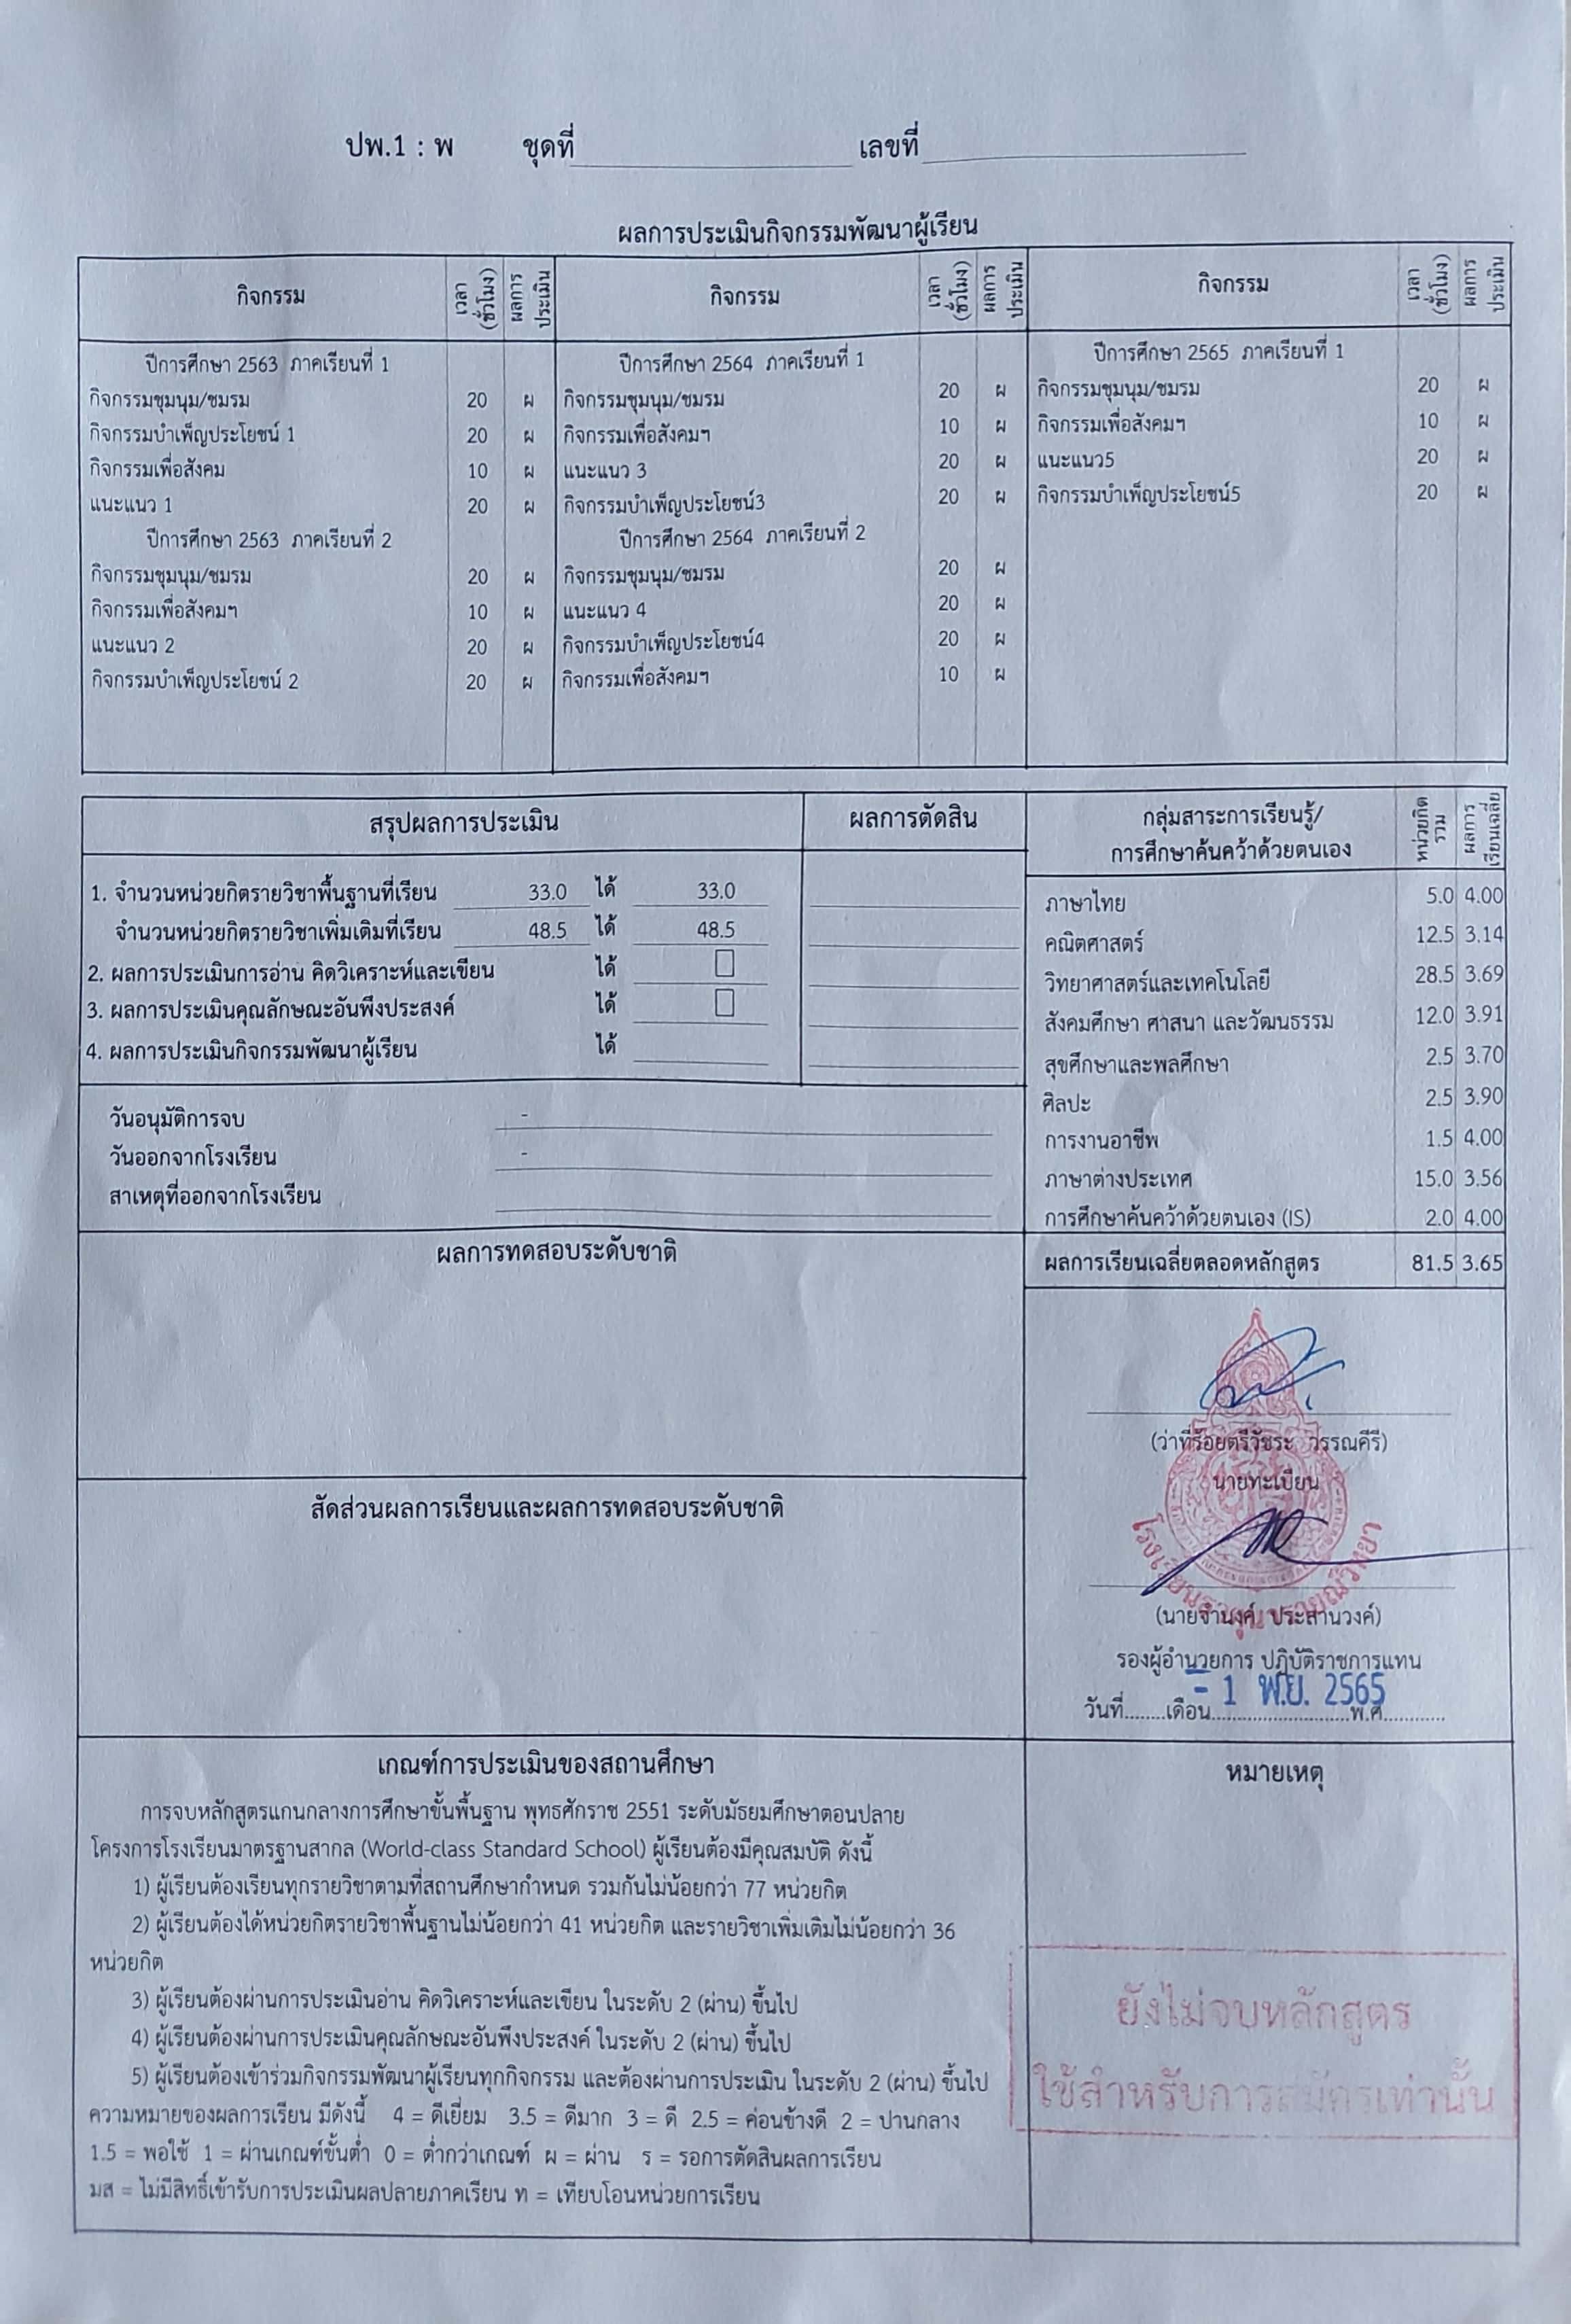 ปพ.1 : พ ชุดที่ เลขที่
ผลการประเมินกิจกรรมพัฒนาผู้เรียน
กิจกรรม เวลา (ชั่วโมง) ผลการประเมิน กิจกรรม เวลา (ชั่วโมง) ผลการประเมิน กิจกรรม เวลา (ชั่วโมง) ผลการประเมิน
ปีการศึกษา 2563 ภาคเรียนที่ 1
กิจกรรมชุมนุม/ชมรม 20 ผ
กิจกรรมบำเพ็ญประโยชน์ 1 20 ผ
กิจกรรมเพื่อสังคม 10 ผ
แนะแนว 1 20 ผ
ปีการศึกษา 2563 ภาคเรียนที่ 2
กิจกรรมชุมนุม/ชมรม 20 ผ
กิจกรรมเพื่อสังคมฯ 10 ผ
แนะแนว 2 20 ผ
กิจกรรมบำเพ็ญประโยชน์ 2 20 ผ
ปีการศึกษา 2564 ภาคเรียนที่ 1
กิจกรรมชุมนุม/ชมรม 20 ผ
กิจกรรมเพื่อสังคมฯ 10 ผ
แนะแนว 3 20 ผ
กิจกรรมบำเพ็ญประโยชน์3 20 ผ
ปีการศึกษา 2564 ภาคเรียนที่ 2
กิจกรรมชุมนุม/ชมรม 20 ผ
แนะแนว 4 20 ผ
กิจกรรมบำเพ็ญประโยชน์4 20 ผ
กิจกรรมเพื่อสังคมฯ 10 ผ
ปีการศึกษา 2565 ภาคเรียนที่ 1
กิจกรรมชุมนุม/ชมรม 20 ผ
กิจกรรมเพื่อสังคมฯ 10 ผ
แนะแนว5 20 ผ
กิจกรรมบำเพ็ญประโยชน์5 20 ผ
สรุปผลการประเมิน ผลการตัดสิน
1. จำนวนหน่วยกิตรายวิชาพื้นฐานที่เรียน 33.0 ได้ 33.0
จำนวนหน่วยกิตรายวิชาเพิ่มเติมที่เรียน 48.5 ได้ 48.5
2. ผลการประเมินการอ่าน คิดวิเคราะห์และเขียน ได้
3. ผลการประเมินคุณลักษณะอันพึงประสงค์ ได้
4. ผลการประเมินกิจกรรมพัฒนาผู้เรียน ได้
วันอนุมัติการจบ -
วันออกจากโรงเรียน -
สาเหตุที่ออกจากโรงเรียน
กลุ่มสาระการเรียนรู้/
การศึกษาค้นคว้าด้วยตนเอง
หน่วยกิตรวม ผลการเรียนเฉลี่ย
ภาษาไทย 5.0 4.00
คณิตศาสตร์ 12.5 3.14
วิทยาศาสตร์และเทคโนโลยี 28.5 3.69
สังคมศึกษา ศาสนา และวัฒนธรรม 12.0 3.91
สุขศึกษาและพลศึกษา 2.5 3.70
ศิลปะ 2.5 3.90
การงานอาชีพ 1.5 4.00
ภาษาต่างประเทศ 15.0 3.56
การศึกษาค้นคว้าด้วยตนเอง (IS) 2.0 4.00
ผลการเรียนเฉลี่ยตลอดหลักสูตร 81.5 3.65
ผลการทดสอบระดับชาติ
สัดส่วนผลการเรียนและผลการทดสอบระดับชาติ
(ว่าที่ร้อยตรีวัชระ วรรณคีรี)
นายทะเบียน
(นายจำนงค์ ประสานวงค์)
รองผู้อำนวยการ ปฏิบัติราชการแทน
- 1 พ.ย. 2565
วันที่........เดือน..........................พ.ศ............
เกณฑ์การประเมินของสถานศึกษา
การจบหลักสูตรแกนกลางการศึกษาขั้นพื้นฐาน พุทธศักราช 2551 ระดับมัธยมศึกษาตอนปลาย
โครงการโรงเรียนมาตรฐานสากล (World-class Standard School) ผู้เรียนต้องมีคุณสมบัติ ดังนี้
1) ผู้เรียนต้องเรียนทุกรายวิชาตามที่สถานศึกษากำหนด รวมกันไม่น้อยกว่า 77 หน่วยกิต
2) ผู้เรียนต้องได้หน่วยกิตรายวิชาพื้นฐานไม่น้อยกว่า 41 หน่วยกิต และรายวิชาเพิ่มเติมไม่น้อยกว่า 36
หน่วยกิต
3) ผู้เรียนต้องผ่านการประเมินอ่าน คิดวิเคราะห์และเขียน ในระดับ 2 (ผ่าน) ขึ้นไป
4) ผู้เรียนต้องผ่านการประเมินคุณลักษณะอันพึงประสงค์ ในระดับ 2 (ผ่าน) ขึ้นไป
5) ผู้เรียนต้องเข้าร่วมกิจกรรมพัฒนาผู้เรียนทุกกิจกรรม และต้องผ่านการประเมิน ในระดับ 2 (ผ่าน) ขึ้นไป
ความหมายของผลการเรียน มีดังนี้ 4 = ดีเยี่ยม 3.5 = ดีมาก 3 = ดี 2.5 = ค่อนข้างดี 2 = ปานกลาง
1.5 = พอใช้ 1 = ผ่านเกณฑ์ขั้นต่ำ 0 = ต่ำกว่าเกณฑ์ ผ = ผ่าน ร = รอการตัดสินผลการเรียน
มส = ไม่มีสิทธิ์เข้ารับการประเมินผลปลายภาคเรียน ท = เทียบโอนหน่วยการเรียน
หมายเหตุ
ยังไม่จบหลักสูตร
ใช้สำหรับการสมัครเท่านั้น